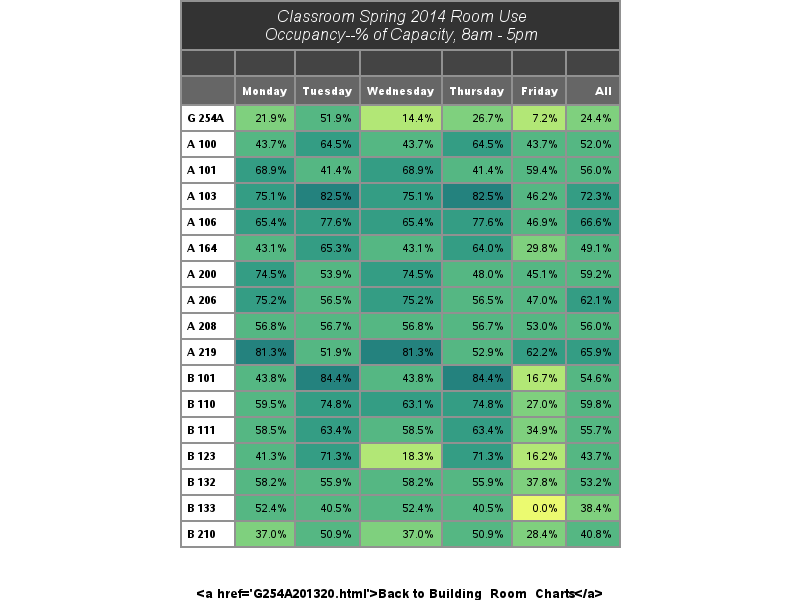 Classroom Spring 2014 Room Use
Occupancy--% of Capacity, 8am - 5pm
Monday Tuesday Wednesday Thursday Friday All
G 254A 21.9% 51.9% 14.4% 26.7% 7.2% 24.4%
A 100 43.7% 64.5% 43.7% 64.5% 43.7% 52.0%
A 101 68.9% 41.4% 68.9% 41.4% 59.4% 56.0%
A 103 75.1% 82.5% 75.1% 82.5% 46.2% 72.3%
A 106 65.4% 77.6% 65.4% 77.6% 46.9% 66.6%
A 164 43.1% 65.3% 43.1% 64.0% 29.8% 49.1%
A 200 74.5% 53.9% 74.5% 48.0% 45.1% 59.2%
A 206 75.2% 56.5% 75.2% 56.5% 47.0% 62.1%
A 208 56.8% 56.7% 56.8% 56.7% 53.0% 56.0%
A 219 81.3% 51.9% 81.3% 52.9% 62.2% 65.9%
B 101 43.8% 84.4% 43.8% 84.4% 16.7% 54.6%
B 110 59.5% 74.8% 63.1% 74.8% 27.0% 59.8%
B 111 58.5% 63.4% 58.5% 63.4% 34.9% 55.7%
B 123 41.3% 71.3% 18.3% 71.3% 16.2% 43.7%
B 132 58.2% 55.9% 58.2% 55.9% 37.8% 53.2%
B 133 52.4% 40.5% 52.4% 40.5% 0.0% 38.4%
B 210 37.0% 50.9% 37.0% 50.9% 28.4% 40.8%
<a href='G254A201320.html'>Back to Building_Room_Charts</a>